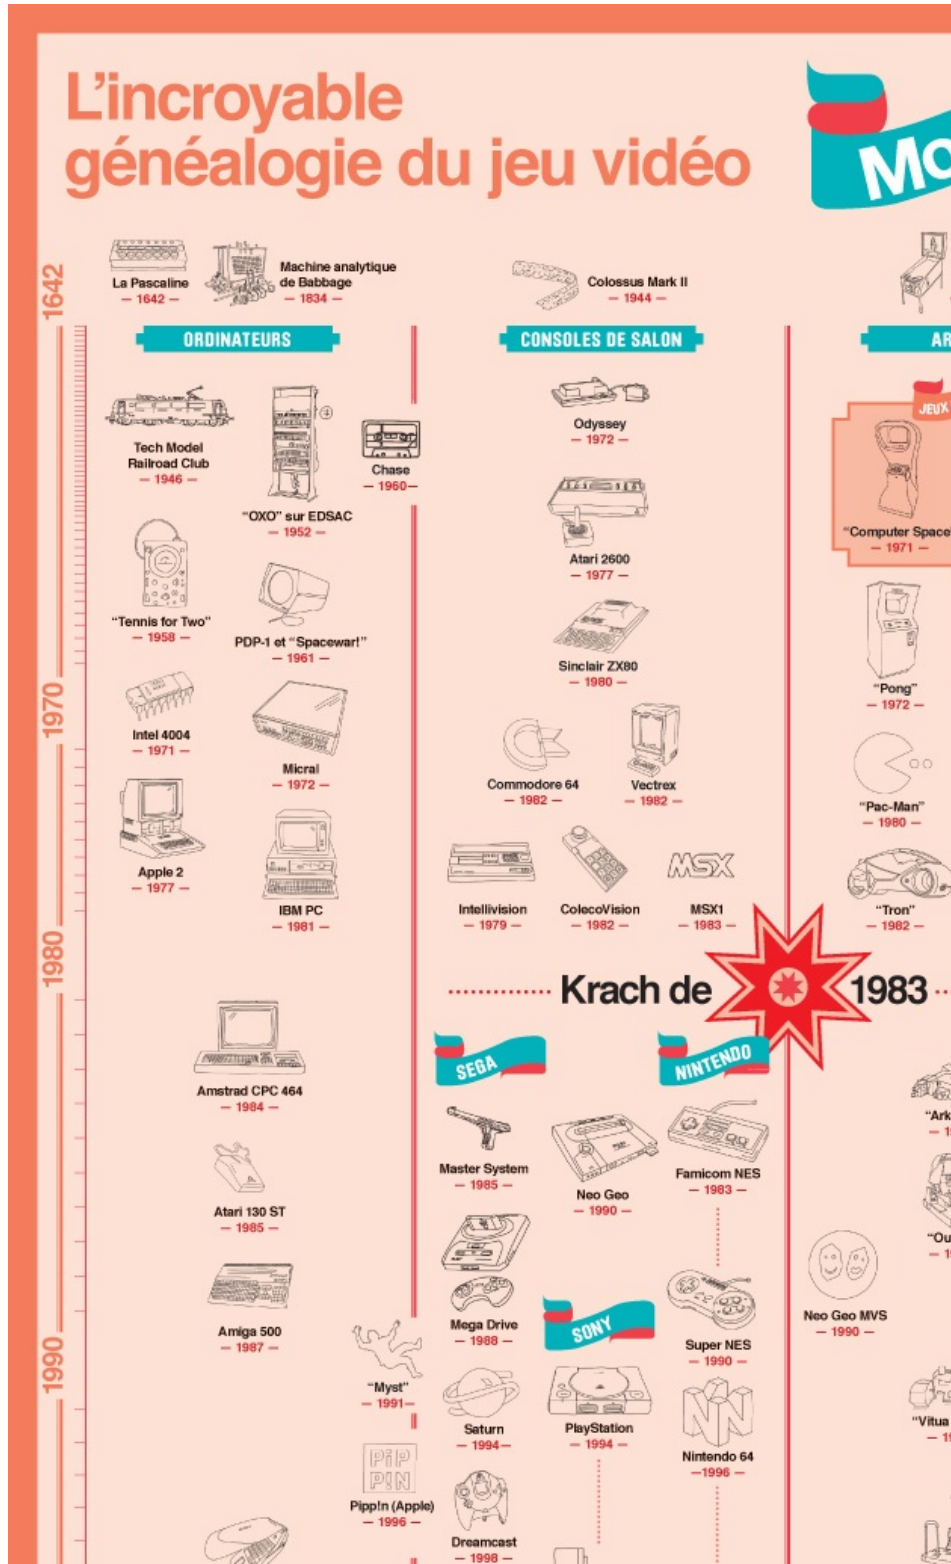 L'incroyable
généalogie du jeu vidéo
1642
La Pascaline
— 1642 —
Machine analytique
de Babbage
— 1834 —
Colossus Mark II
— 1944 —
ORDINATEURS
CONSOLES DE SALON
Tech Model
Railroad Club
— 1946 —
"OXO" sur EDSAC
— 1952 —
Chase
— 1960 —
"Tennis for Two"
— 1958 —
PDP-1 et "Spacewar!"
— 1961 —
1970
Intel 4004
— 1971 —
Micral
— 1972 —
Apple 2
— 1977 —
IBM PC
— 1981 —
1980
Amstrad CPC 464
— 1984 —
Atari 130 ST
— 1985 —
Amiga 500
— 1987 —
1990
"Myst"
— 1991 —
PiP
P!N
Pipp!n (Apple)
— 1996 —
Odyssey
— 1972 —
Atari 2600
— 1977 —
Sinclair ZX80
— 1980 —
Commodore 64
— 1982 —
Vectrex
— 1982 —
MSX
Intellivision
— 1979 —
ColecoVision
— 1982 —
MSX1
— 1983 —
Krach de 1983
SEGA
NINTENDO
Master System
— 1985 —
Neo Geo
— 1990 —
Famicom NES
— 1983 —
Mega Drive
— 1988 —
SONY
Super NES
— 1990 —
Saturn
— 1994 —
PlayStation
— 1994 —
Nintendo 64
— 1996 —
Dreamcast
— 1998 —
JEUX
"Computer Space"
— 1971 —
"Pong"
— 1972 —
"Pac-Man"
— 1980 —
"Tron"
— 1982 —
Neo Geo MVS
— 1990 —